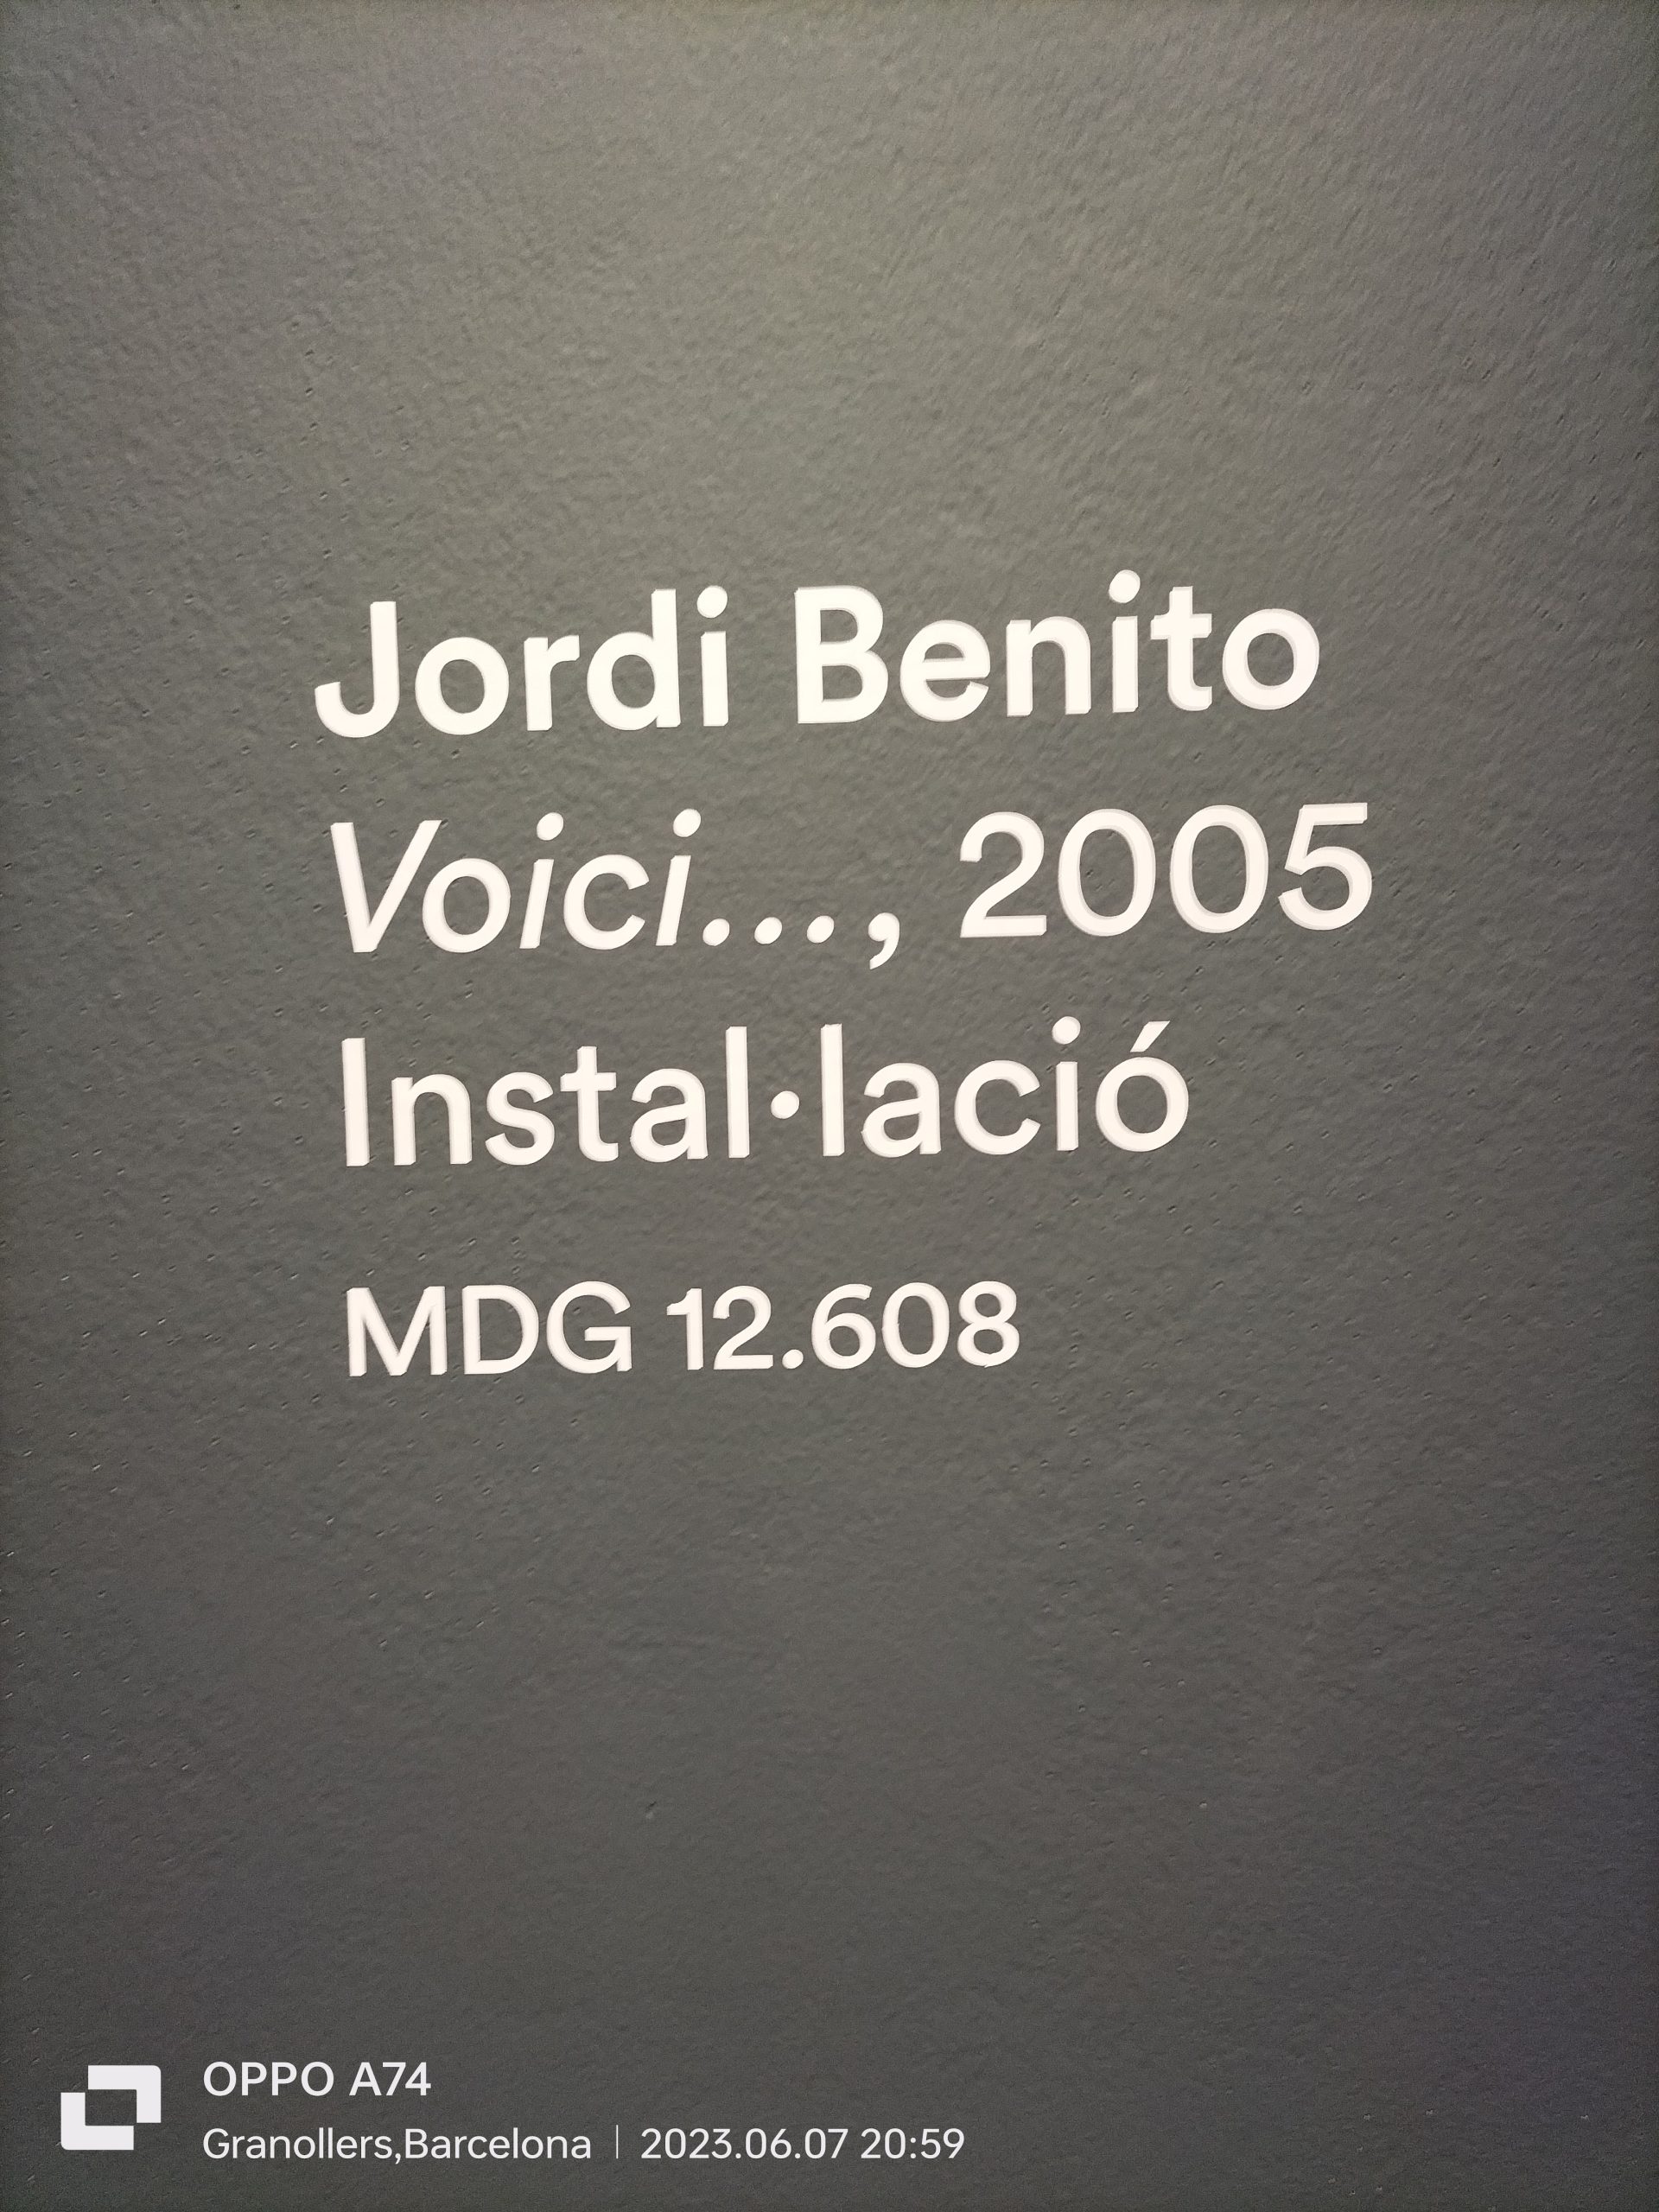 Jordi Benito
Voici..., 2005
Instal·lació
MDG 12.608
OPPO A74
Granollers,Barcelona | 2023.06.07 20:59